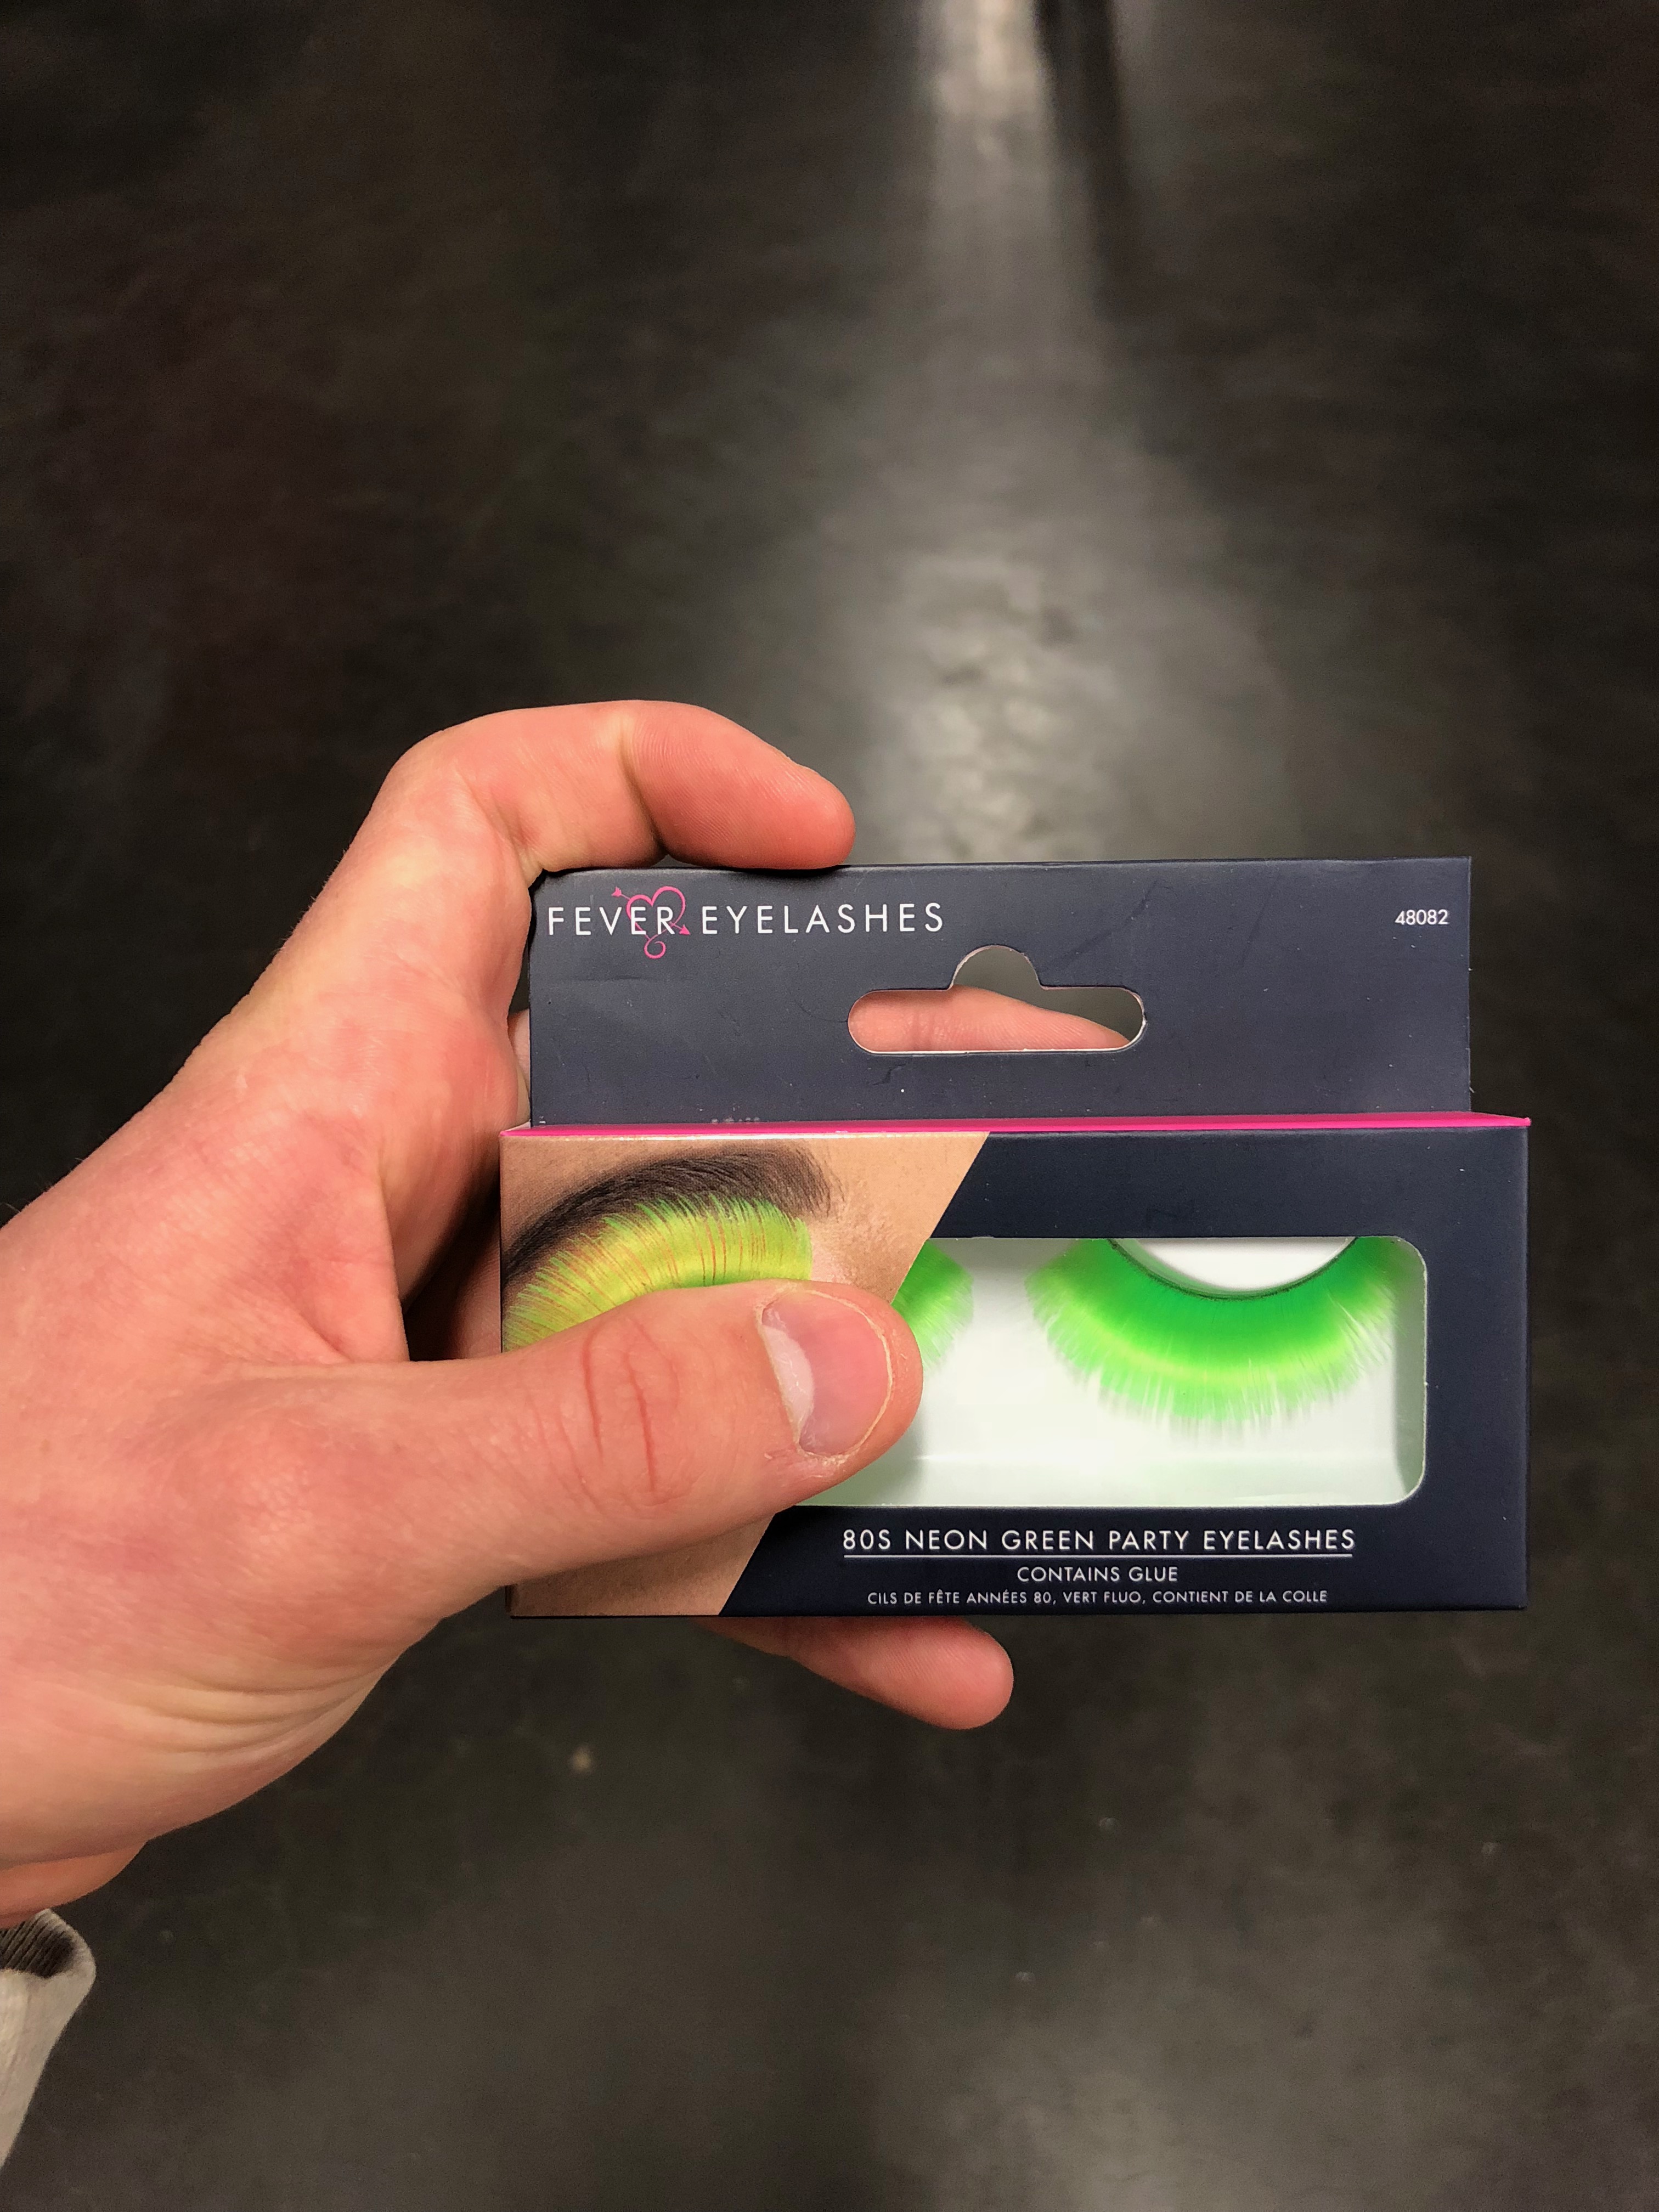 FEVER EYELASHES
48082
80S NEON GREEN PARTY EYELASHES
CONTAINS GLUE
CILS DE FÊTE ANNÉES 80, VERT FLUO, CONTIENT DE LA COLLE